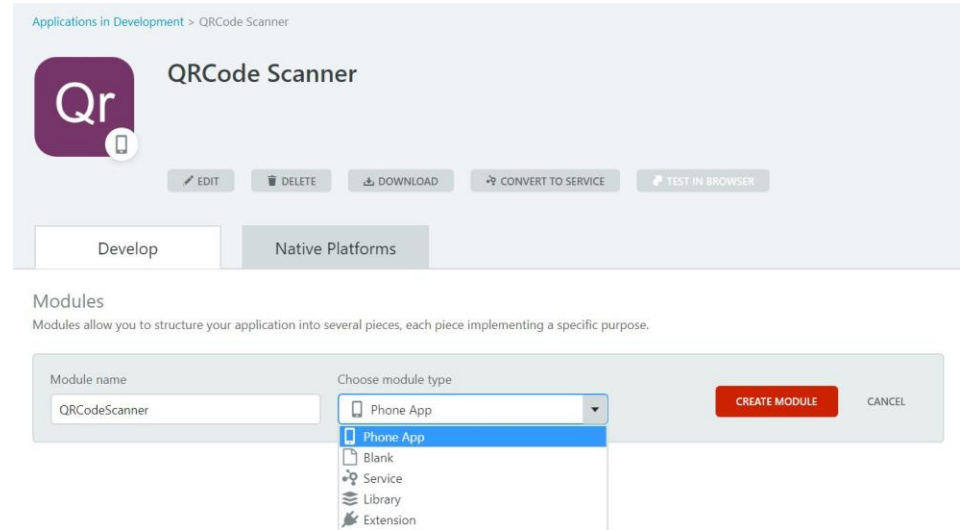 Applications in Development > QRCode Scanner
QRCode Scanner
Qr
EDIT DELETE DOWNLOAD CONVERT TO SERVICE TEST IN BROWSER
Develop Native Platforms
Modules
Modules allow you to structure your application into several pieces, each piece implementing a specific purpose.
Module name Choose module type
QRCodeScanner Phone App CREATE MODULE CANCEL
Phone App
Blank
Service
Library
Extension